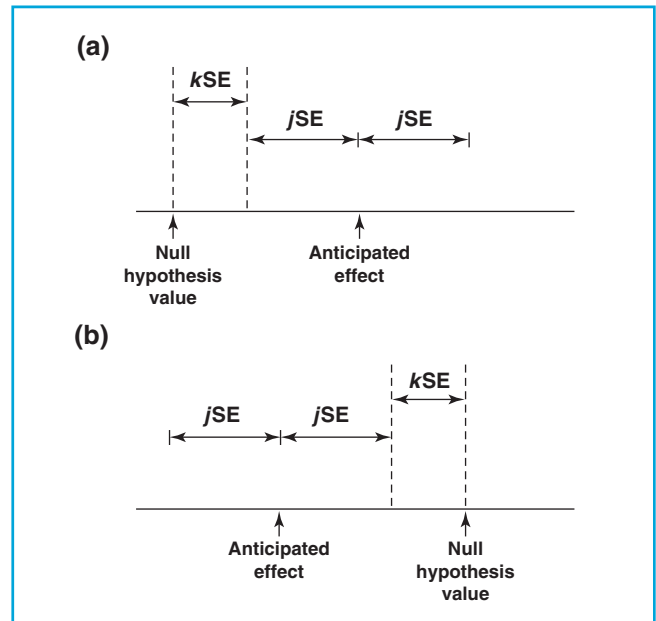 (a)
kSE
jSE jSE
Null Anticipated
hypothesis effect
value
(b)
kSE
jSE jSE
Anticipated Null
effect hypothesis
value